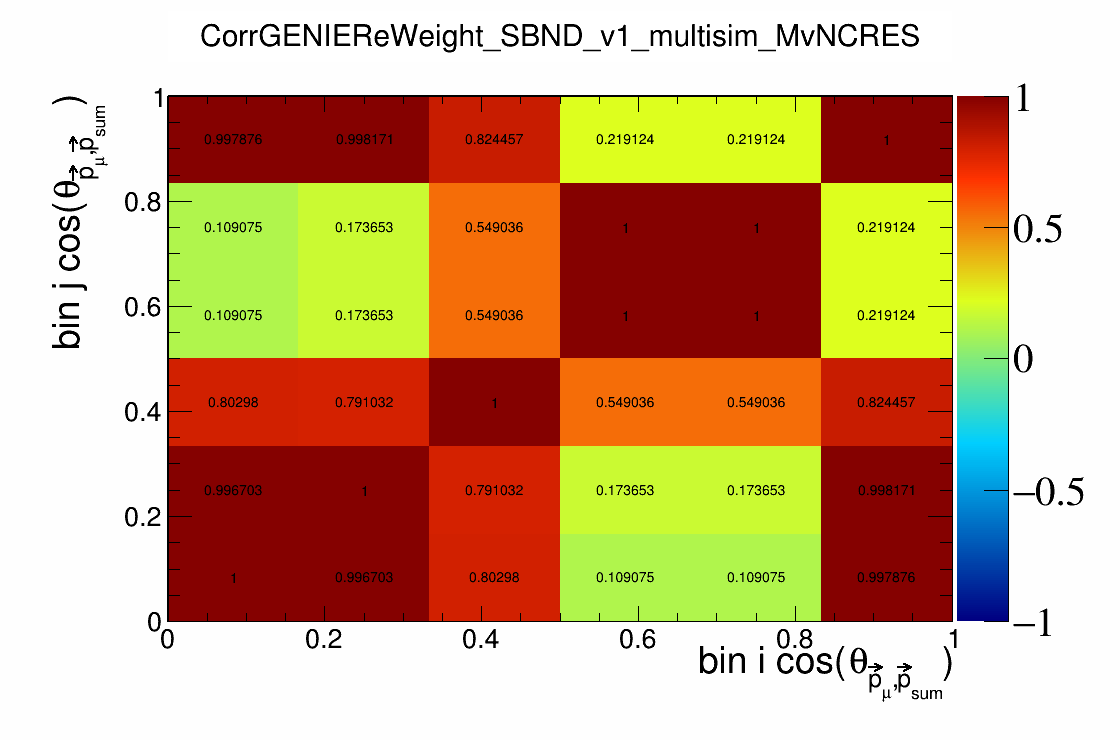 CorrGENIEReWeight_SBND_v1_multisim_MvNCRES
bin j cos(θ p⃗μ,p⃗sum)
1
0.8
0.6
0.4
0.2
0
0.997876 0.998171 0.824457 0.219124 0.219124 1
0.109075 0.173653 0.549036 1 1 0.219124
0.109075 0.173653 0.549036 1 1 0.219124
0.80298 0.791032 1 0.549036 0.549036 0.824457
0.996703 1 0.791032 0.173653 0.173653 0.998171
1 0.996703 0.80298 0.109075 0.109075 0.997876
0 0.2 0.4 0.6 0.8 1
bin i cos(θ p⃗μ,p⃗sum)
1
0.5
0
−0.5
−1